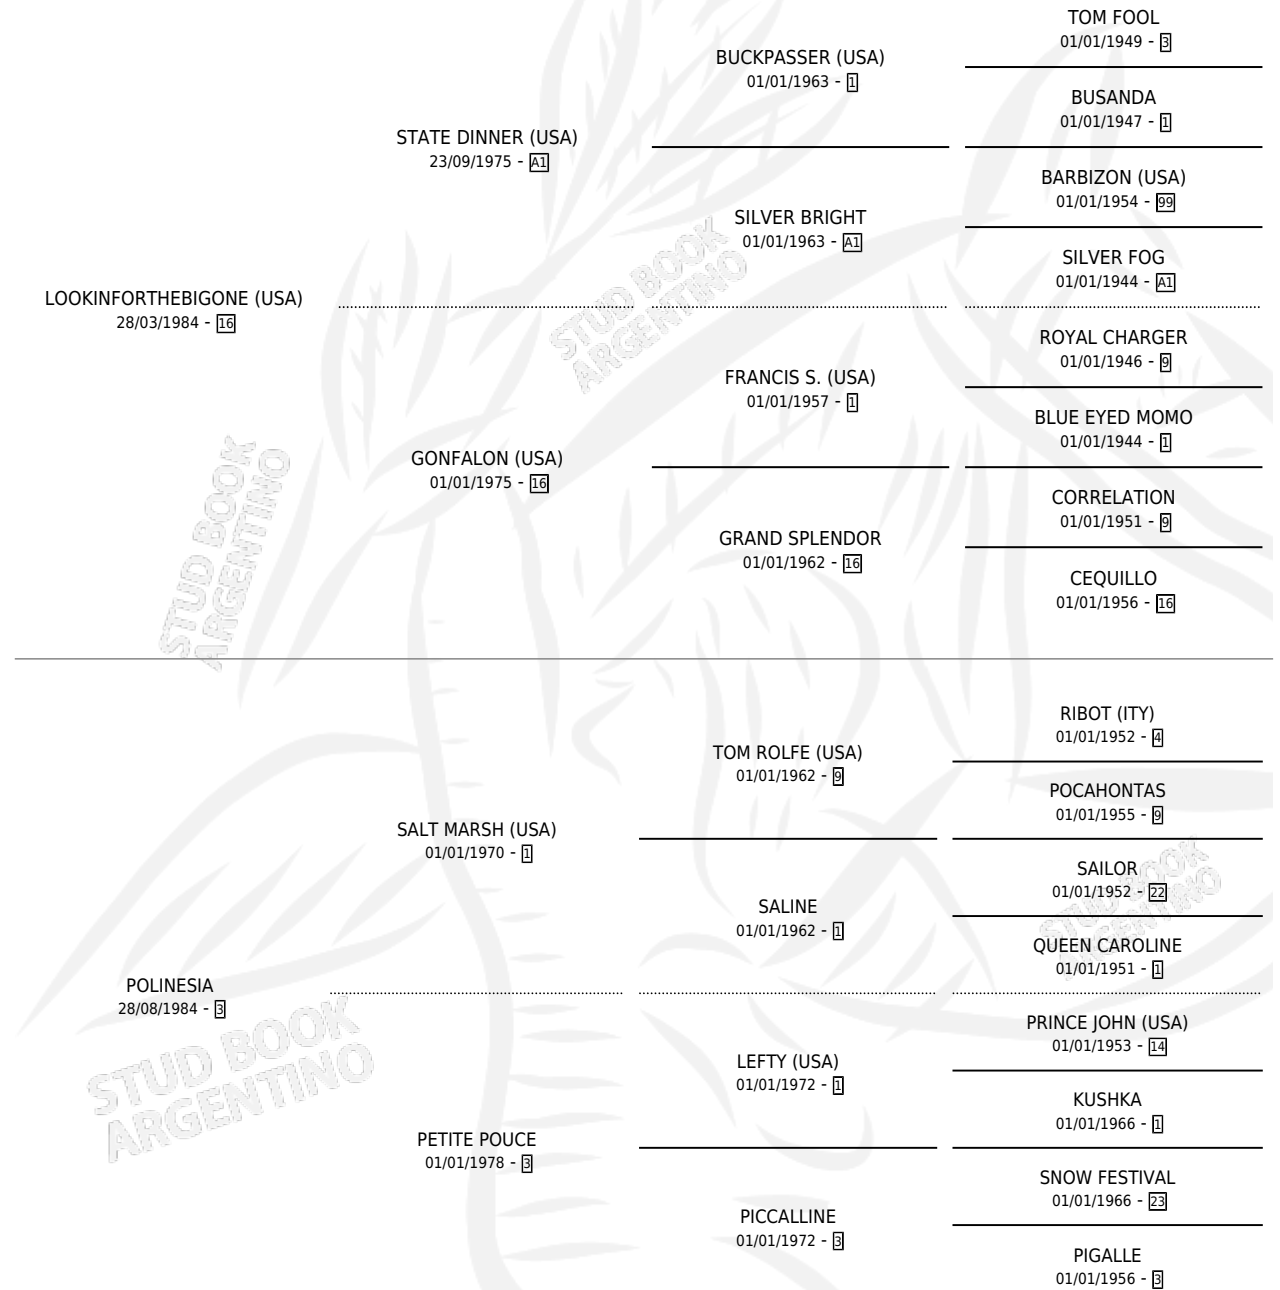 TOM FOOL
01/01/1949 - 3
BUCKPASSER (USA)
01/01/1963 - 1
BUSANDA
01/01/1947 - 1
STATE DINNER (USA)
23/09/1975 - A1
BARBIZON (USA)
01/01/1954 - 99
SILVER BRIGHT
01/01/1963 - A1
SILVER FOG
01/01/1944 - A1
LOOKINFORTHEBIGONE (USA)
28/03/1984 - 16
ROYAL CHARGER
01/01/1946 - 9
FRANCIS S. (USA)
01/01/1957 - 1
BLUE EYED MOMO
01/01/1944 - 1
GONFALON (USA)
01/01/1975 - 16
CORRELATION
01/01/1951 - 9
GRAND SPLENDOR
01/01/1962 - 16
CEQUILLO
01/01/1956 - 16
RIBOT (ITY)
01/01/1952 - 4
TOM ROLFE (USA)
01/01/1962 - 9
POCAHONTAS
01/01/1955 - 9
SALT MARSH (USA)
01/01/1970 - 1
SAILOR
01/01/1952 - 22
SALINE
01/01/1962 - 1
QUEEN CAROLINE
01/01/1951 - 1
POLINESIA
28/08/1984 - 3
PRINCE JOHN (USA)
01/01/1953 - 14
LEFTY (USA)
01/01/1972 - 1
KUSHKA
01/01/1966 - 1
PETITE POUCE
01/01/1978 - 3
SNOW FESTIVAL
01/01/1966 - 23
PICCALLINE
01/01/1972 - 3
PIGALLE
01/01/1956 - 3
STUD BOOK
ARGENTINO
STUD BOOK
ARGENTINO
STUD BOOK
ARGENTINO
STUD BOOK
ARGENTINO